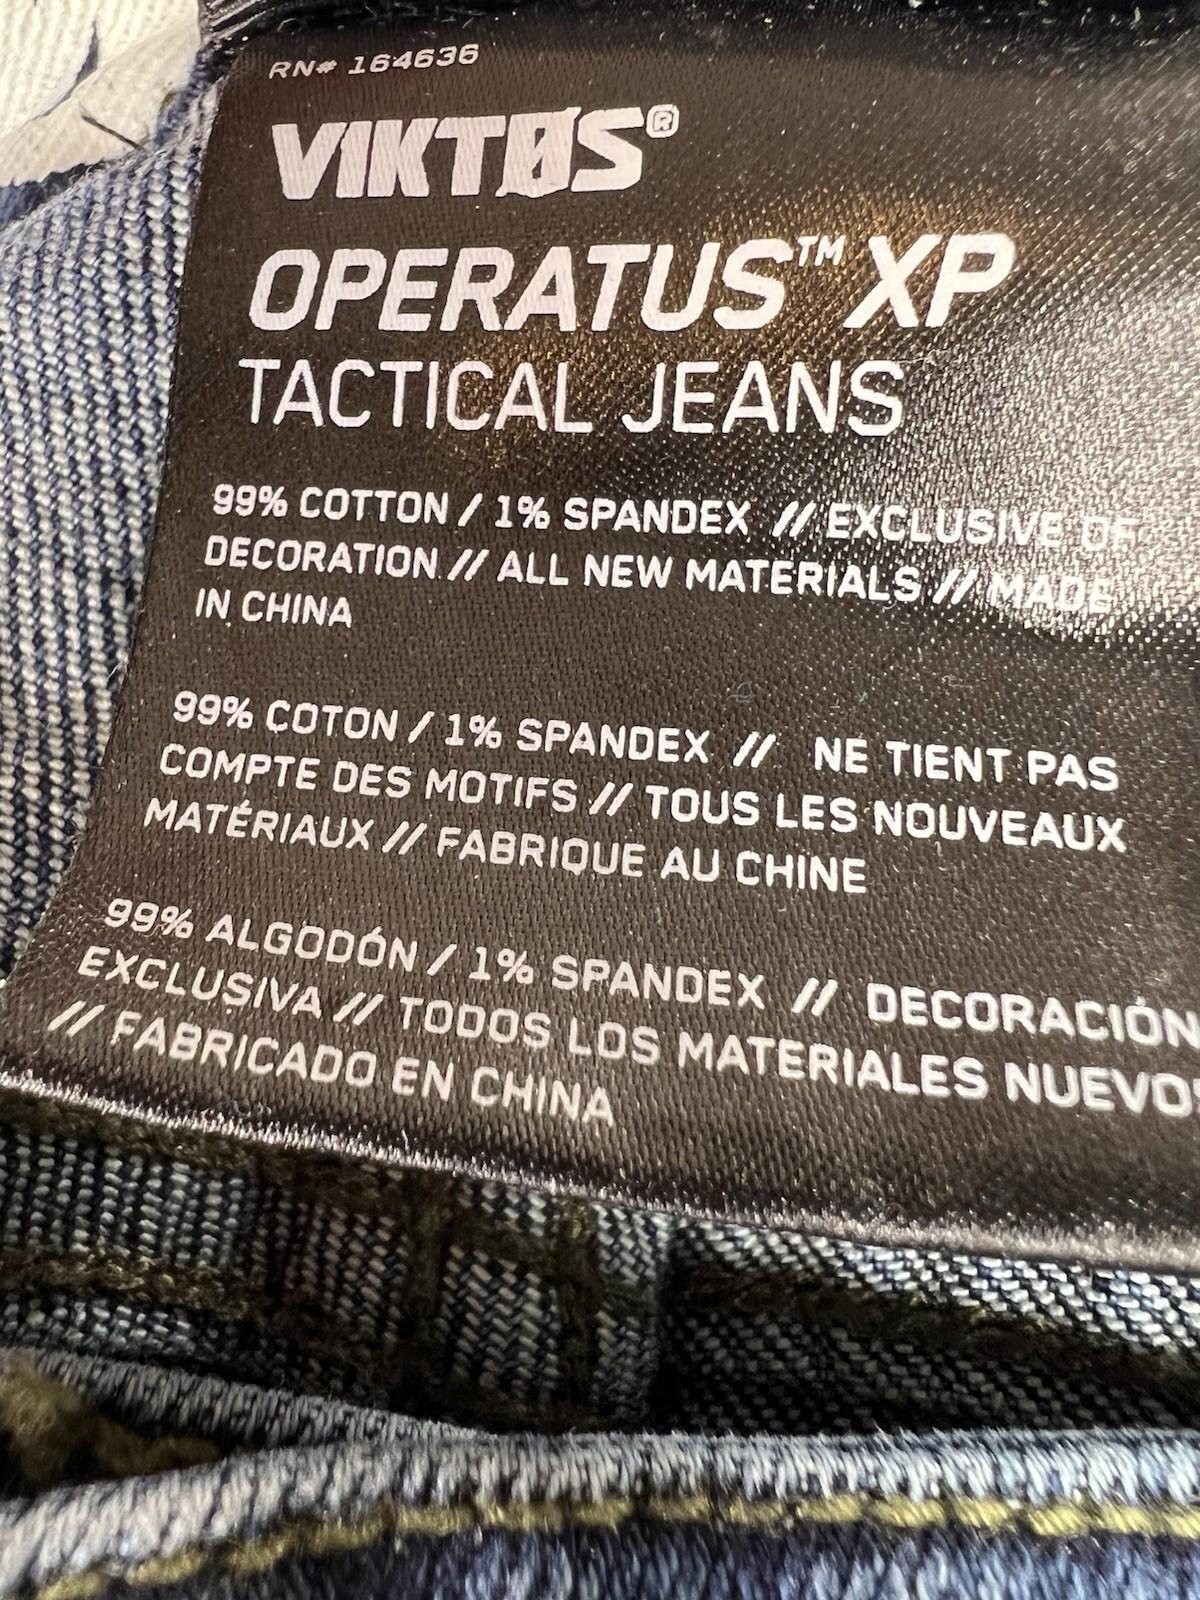 RN# 164636
VIKTØS®
OPERATUS™ XP
TACTICAL JEANS
99% COTTON / 1% SPANDEX // EXCLUSIVE OF
DECORATION // ALL NEW MATERIALS // MADE
IN CHINA
99% COTON / 1% SPANDEX // NE TIENT PAS
COMPTE DES MOTIFS // TOUS LES NOUVEAUX
MATÉRIAUX // FABRIQUE AU CHINE
99% ALGODÓN / 1% SPANDEX // DECORACIÓN
EXCLUSIVA // TODOS LOS MATERIALES NUEVO
// FABRICADO EN CHINA